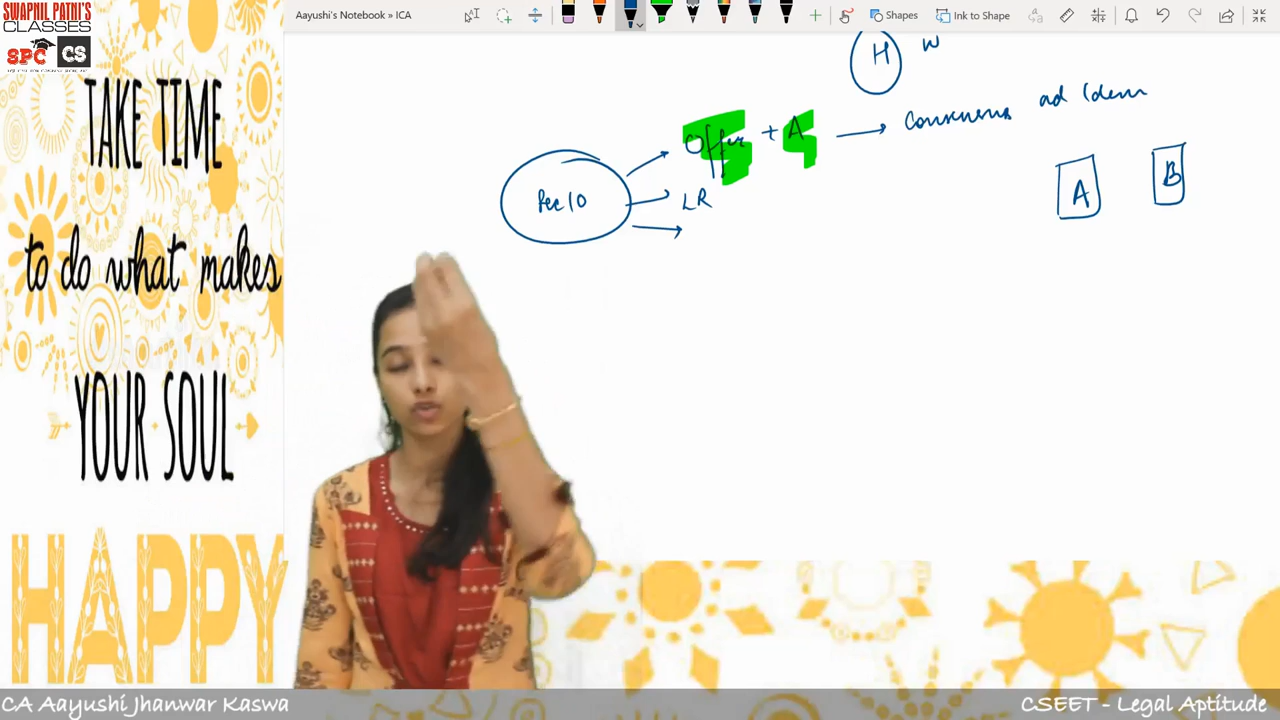 SWAPNIL PATNI'S
CLASSES
SPC CS
TAKE TIME
to do what makes
YOUR SOUL
HAPPY
Aayushi's Notebook » ICA
Shapes
Ink to Shape
H W
Offer + A → Consensus ad Idem
Sec 10
LR
A B
CA Aayushi Jhanwar Kaswa
CSEET - Legal Aptitude